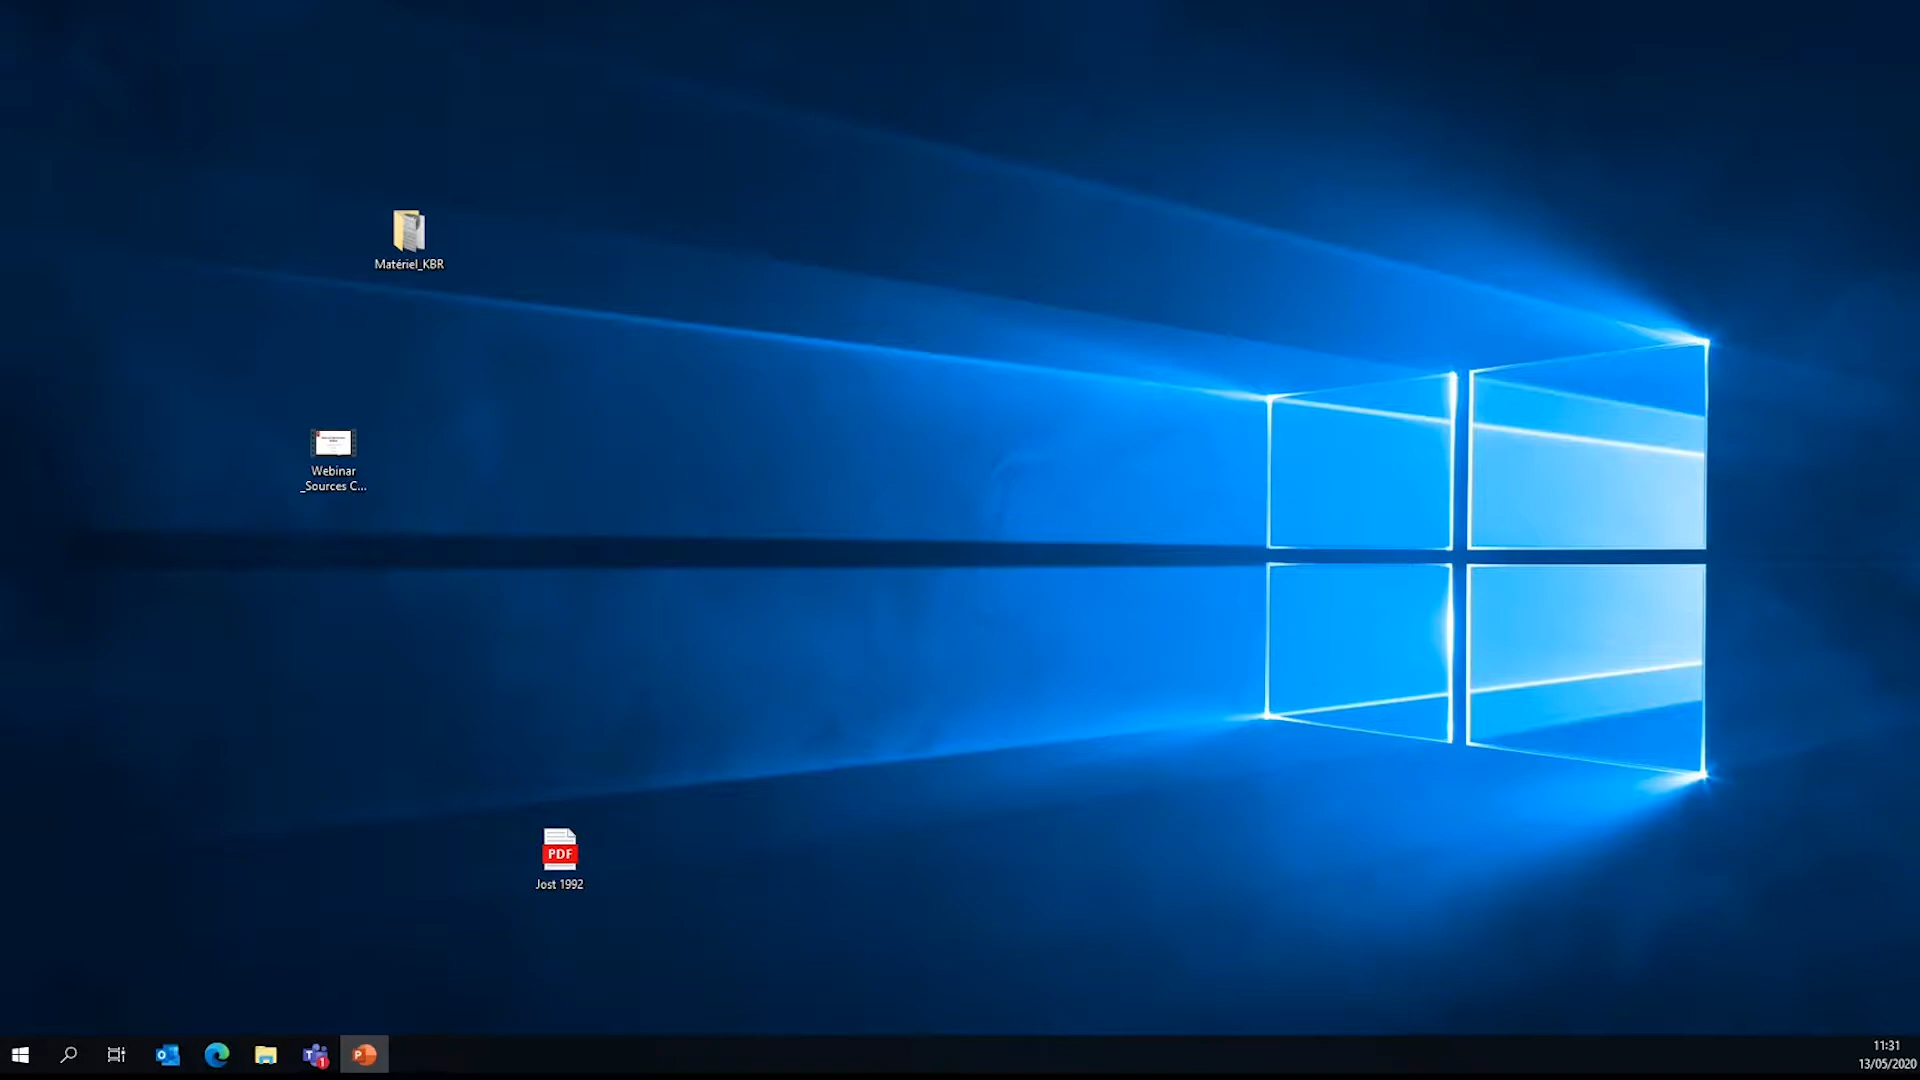 Matériel_KBR
Webinar
_Sources C...
PDF
Jost 1992
11:31
13/05/2020